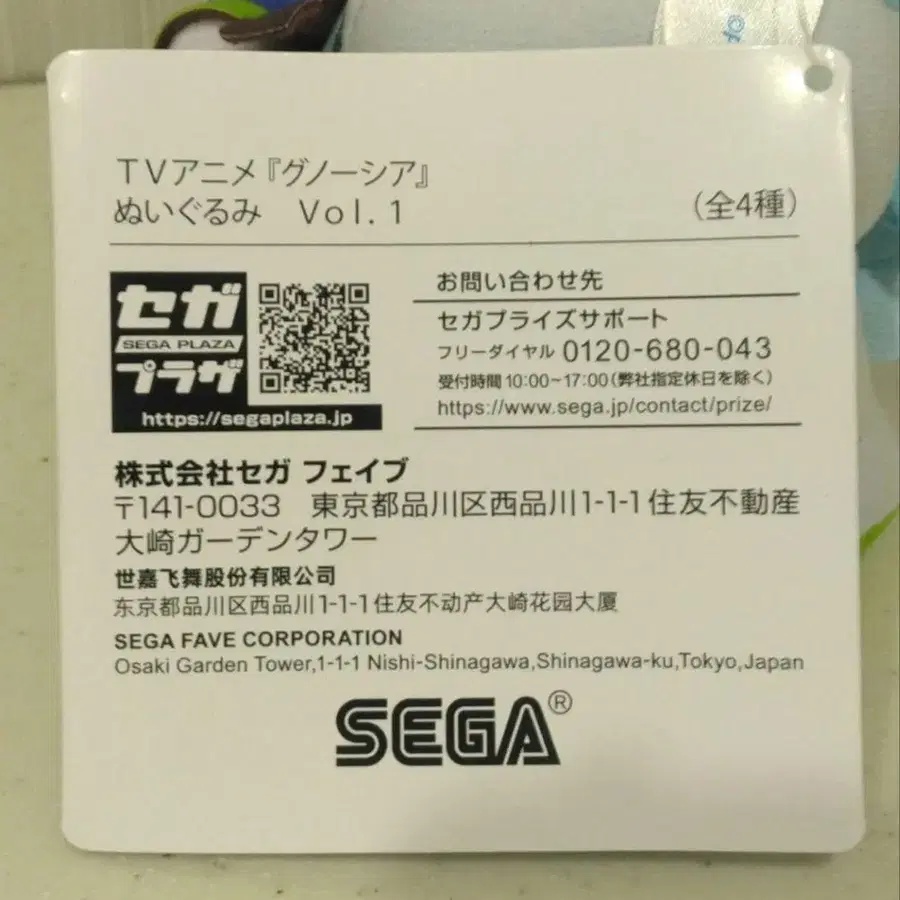 TVアニメ『グノーシア』
ぬいぐるみ Vol.1
(全4種)
セガ
SEGA PLAZA
プラザ
https://segaplaza.jp
お問い合わせ先
セガプライズサポート
フリーダイヤル 0120-680-043
受付時間 10:00~17:00(弊社指定休日を除く)
https://www.sega.jp/contact/prize/
株式会社セガ フェイブ
〒141-0033 東京都品川区西品川1-1-1住友不動産
大崎ガーデンタワー
世嘉飞舞股份有限公司
东京都品川区西品川1-1-1住友不动产大崎花园大厦
SEGA FAVE CORPORATION
Osaki Garden Tower,1-1-1 Nishi-Shinagawa,Shinagawa-ku,Tokyo,Japan
SEGA®